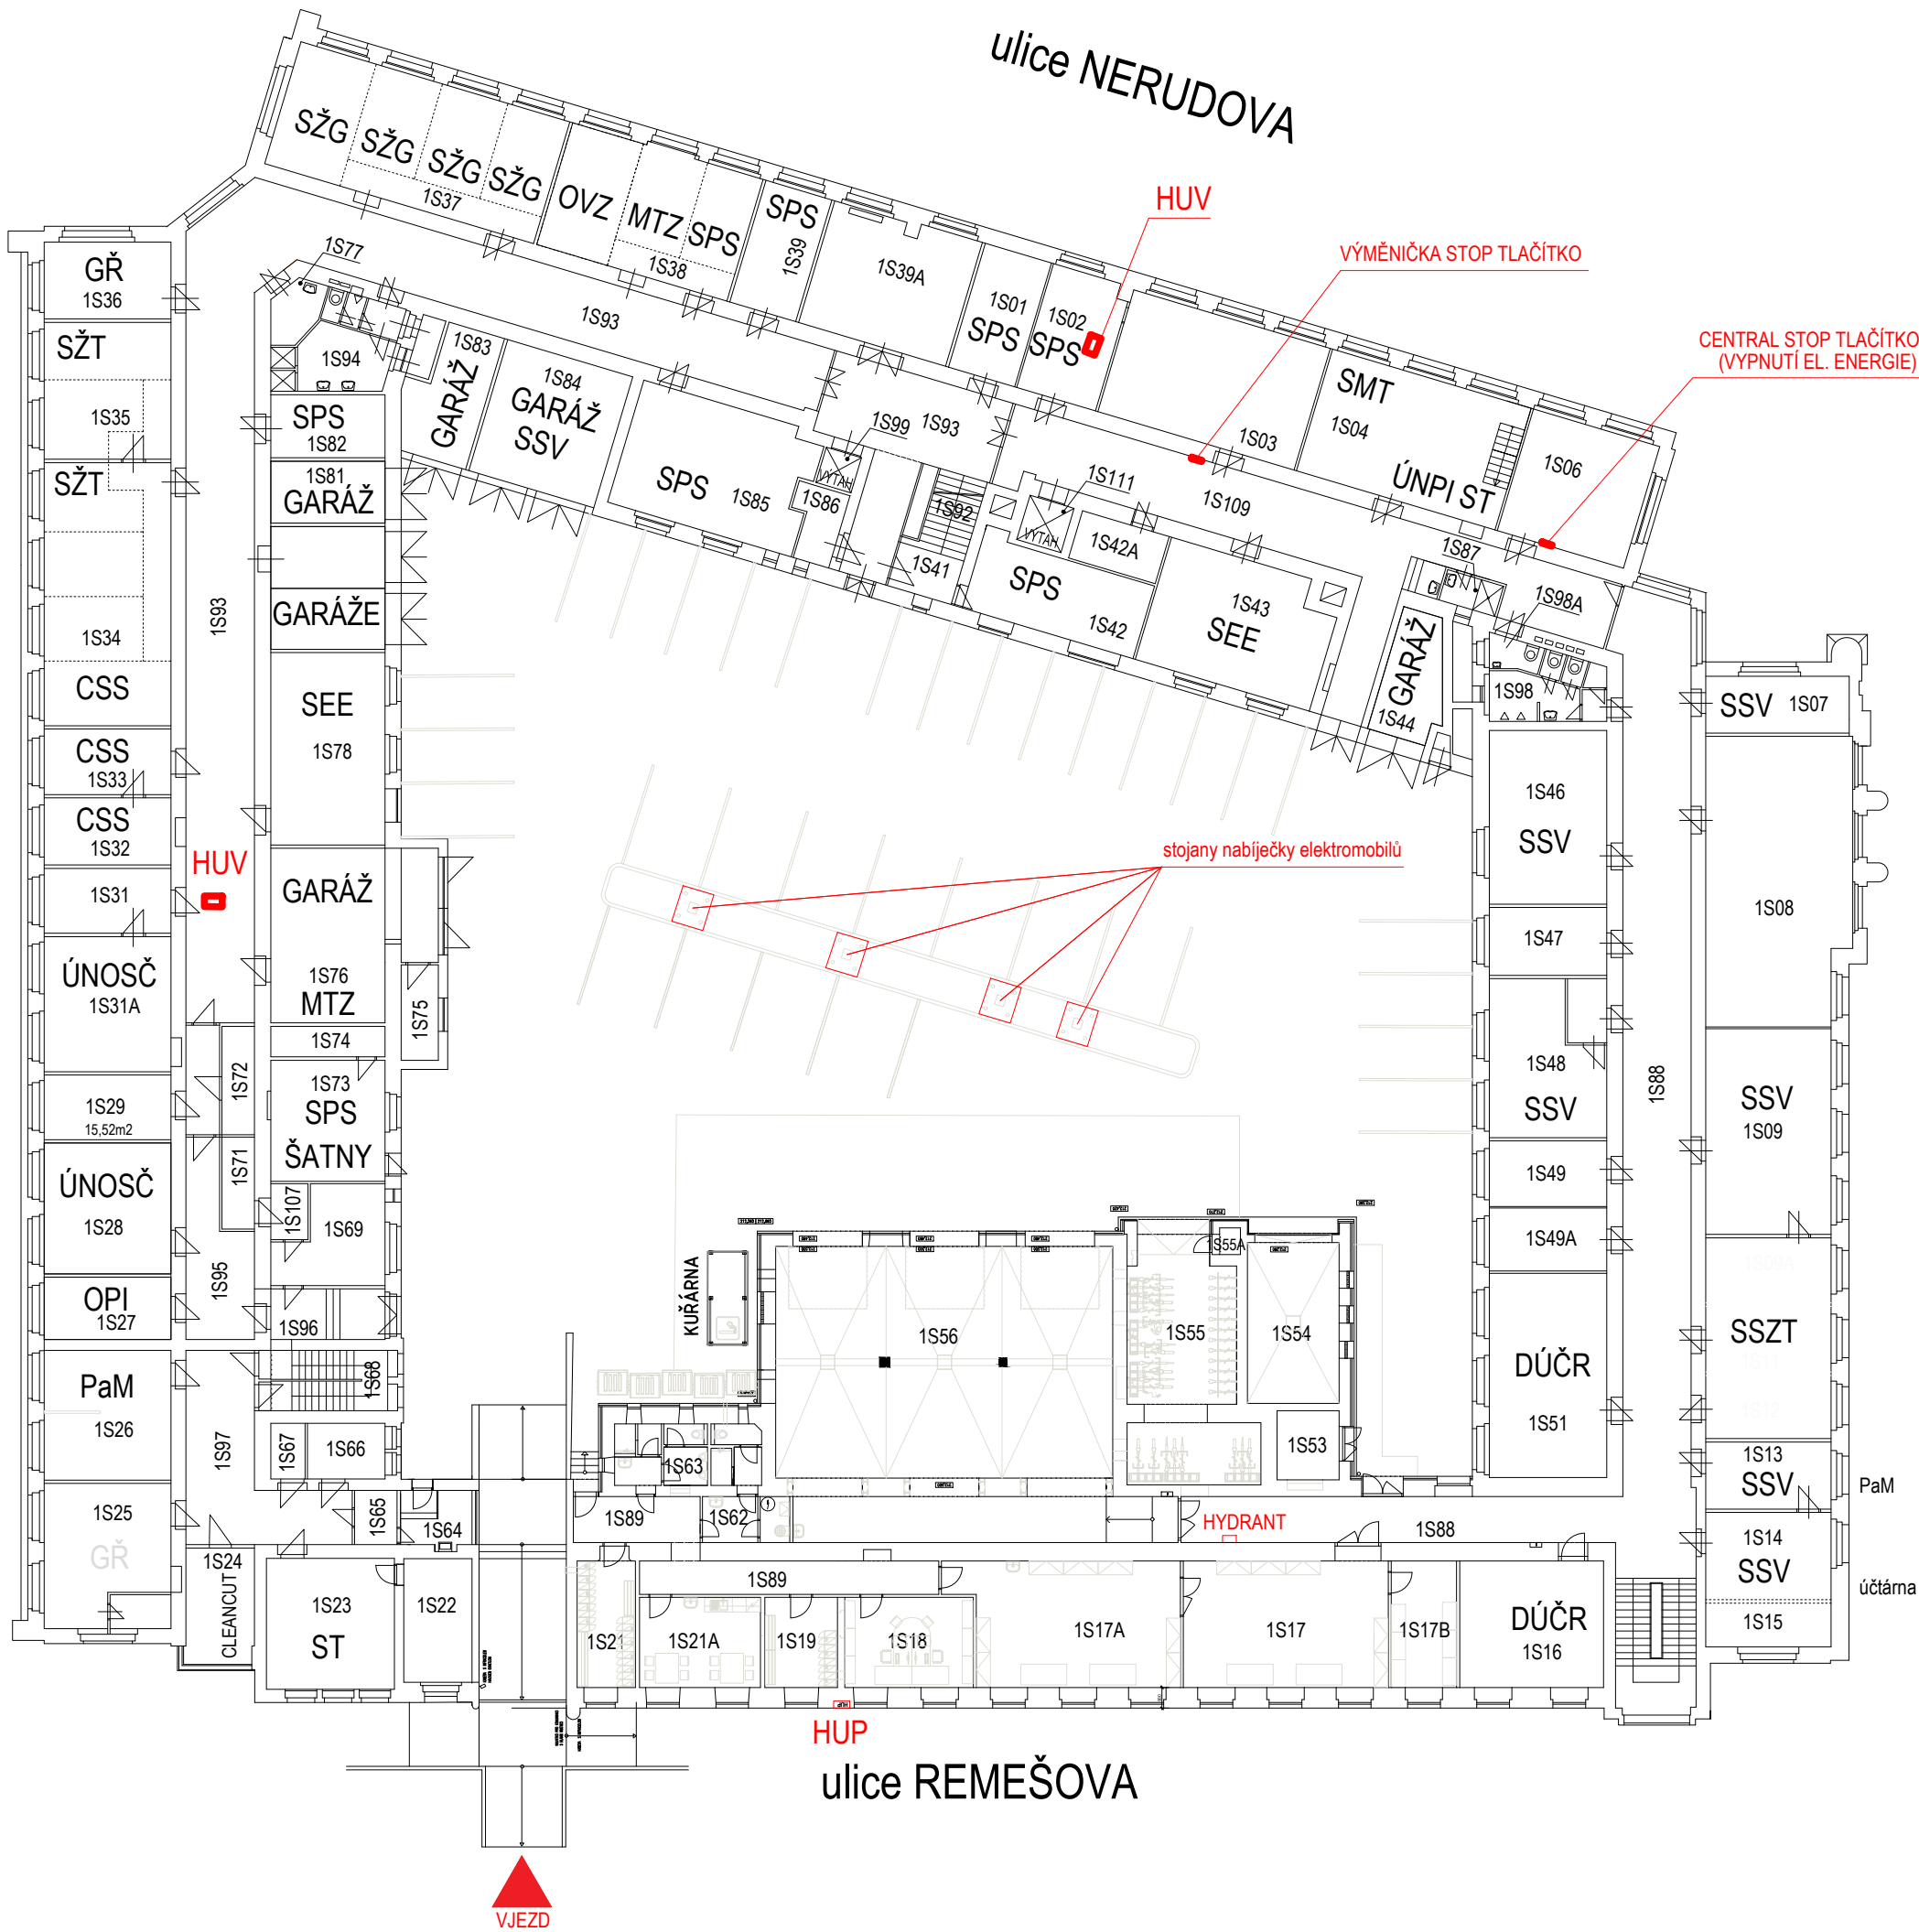 ulice NERUDOVA
HUV
VÝMĚNIČKA STOP TLAČÍTKO
CENTRAL STOP TLAČÍTKO
(VYPNUTÍ EL. ENERGIE)
SŽG
SŽG
SŽG
SŽG
1S37
OVZ
MTZ
SPS
1S38
SPS
1S39
1S39A
1S01
SPS
1S02
SPS
1S03
SMT
1S04
ÚNPI ST
1S06
GŘ
1S36
1S77
1S93
SŽT
1S35
1S94
1S83
GARÁŽ
1S84
GARÁŽ
SSV
SPS
1S82
1S99
1S93
VÝTAH
1S86
SPS
1S85
1S92
1S41
1S111
VÝTAH
1S42A
1S109
SPS
1S42
1S43
SEE
1S87
1S98A
1S98
GARÁŽ
1S44
SŽT
1S34
1S81
GARÁŽ
GARÁŽE
1S93
CSS
CSS
1S33
CSS
1S32
SEE
1S78
HUV
1S31
GARÁŽ
1S76
MTZ
1S75
ÚNOSČ
1S31A
1S74
1S72
1S73
SPS
ŠATNY
1S29
15,52m2
1S71
ÚNOSČ
1S28
1S107
1S69
1S95
OPI
1S27
1S96
1S68
PaM
1S26
1S97
1S67
1S66
1S25
GŘ
1S65
1S64
1S24
CLEANCUT
1S23
ST
1S22
stojany nabíječky elektromobilů
SSV
1S07
1S46
SSV
1S47
1S08
1S48
SSV
1S88
SSV
1S09
1S49
1S49A
1S09A
SSZT
1S11
1S12
DÚČR
1S51
1S13
SSV
PaM
1S14
SSV
účtárna
1S15
KUŘÁRNA
1S56
1S55A
1S55
1S54
1S53
1S63
1S89
1S62
HYDRANT
1S88
1S89
1S21
1S21A
1S19
1S18
1S17A
1S17
1S17B
DÚČR
1S16
HUP
HUP
ulice REMEŠOVA
VJEZD